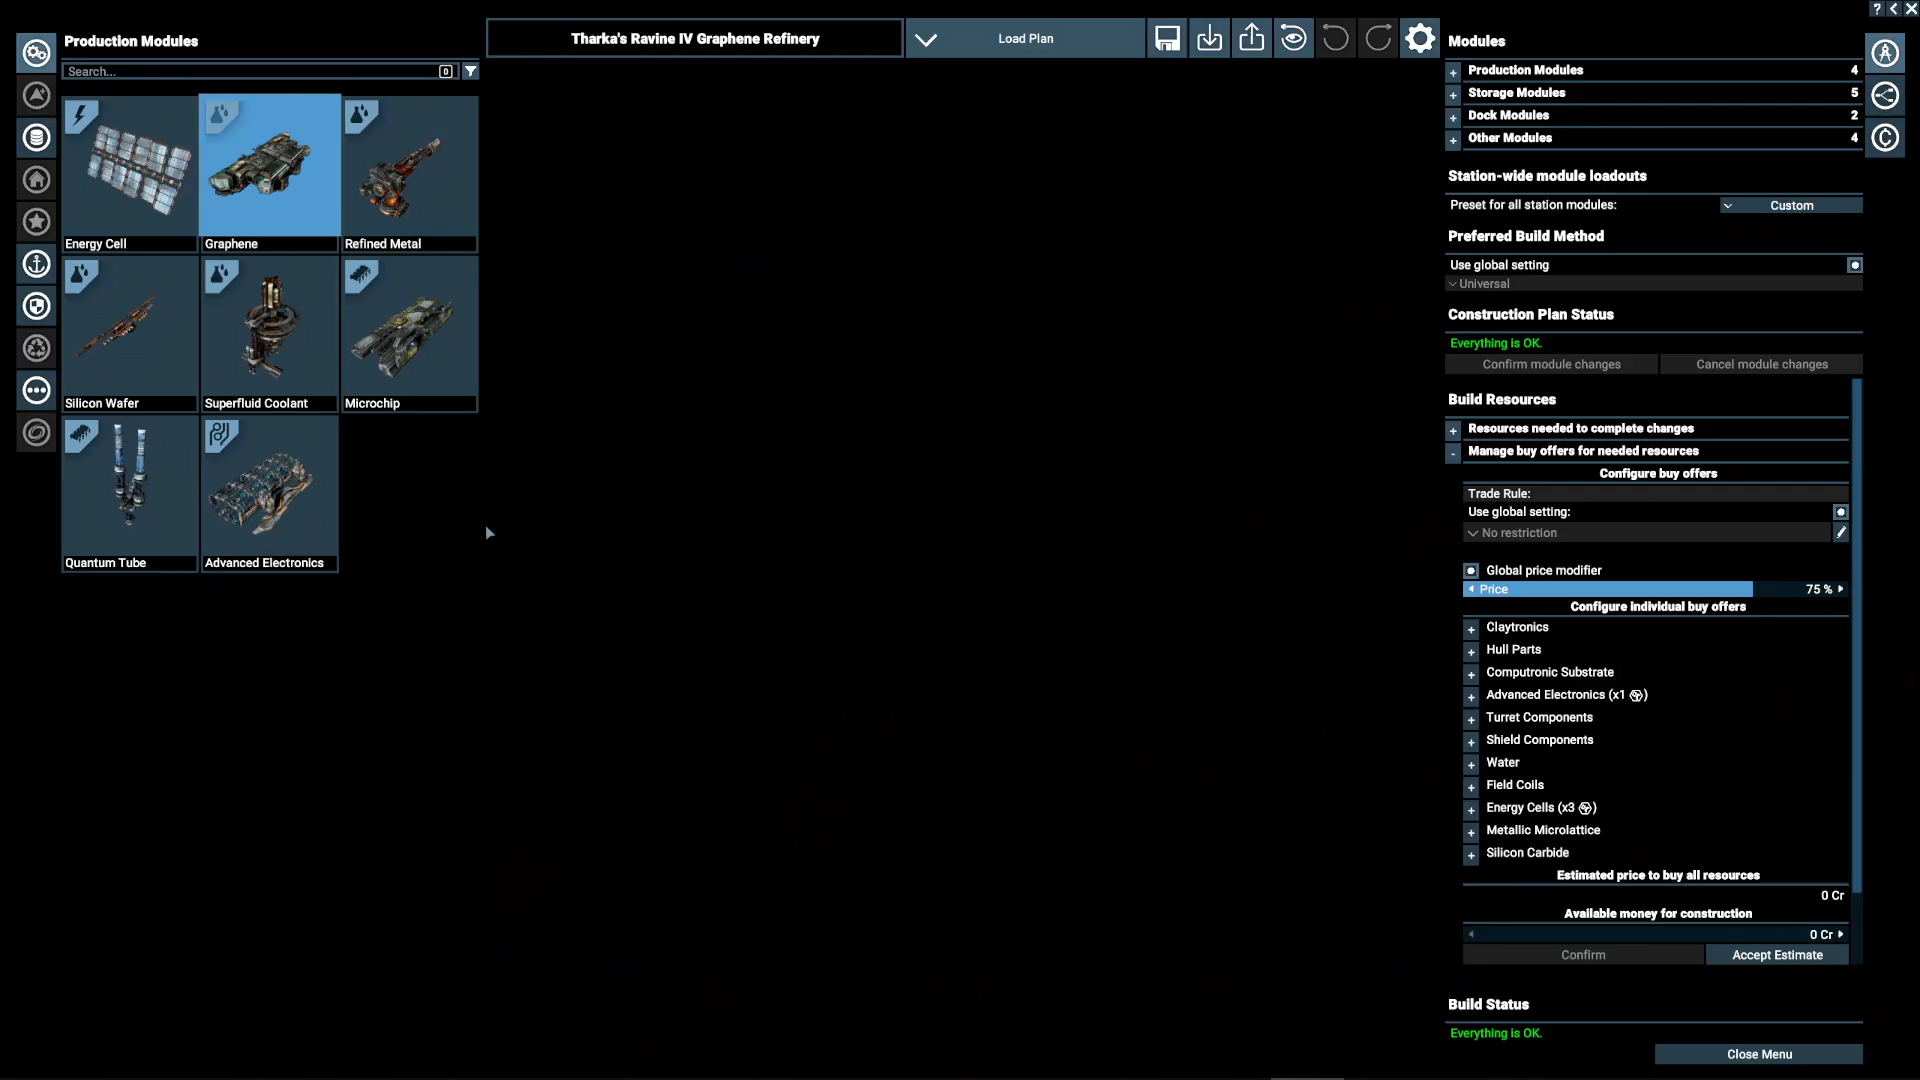 ? < X
Production Modules
Search...
0
Energy Cell
Graphene
Refined Metal
Silicon Wafer
Superfluid Coolant
Microchip
Quantum Tube
Advanced Electronics
Tharka's Ravine IV Graphene Refinery
Load Plan
Modules
+ Production Modules 4
+ Storage Modules 5
+ Dock Modules 2
+ Other Modules 4
Station-wide module loadouts
Preset for all station modules: Custom
Preferred Build Method
Use global setting
Universal
Construction Plan Status
Everything is OK.
Confirm module changes
Cancel module changes
Build Resources
+ Resources needed to complete changes
- Manage buy offers for needed resources
Configure buy offers
Trade Rule:
Use global setting:
No restriction
Global price modifier
Price 75 %
Configure individual buy offers
+ Claytronics
+ Hull Parts
+ Computronic Substrate
+ Advanced Electronics (x1 )
+ Turret Components
+ Shield Components
+ Water
+ Field Coils
+ Energy Cells (x3 )
+ Metallic Microlattice
+ Silicon Carbide
Estimated price to buy all resources
0 Cr
Available money for construction
0 Cr
Confirm
Accept Estimate
Build Status
Everything is OK.
Close Menu